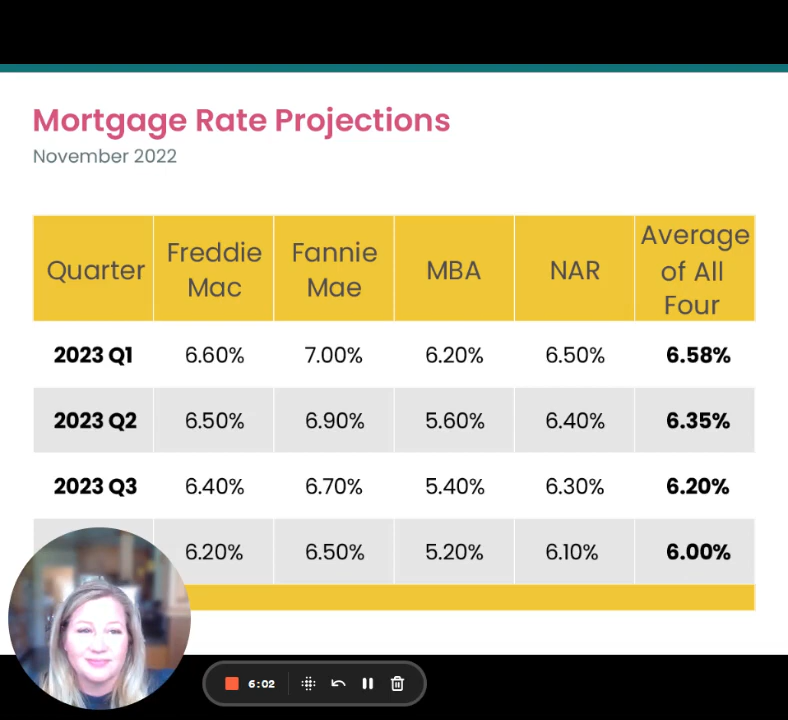 Mortgage Rate Projections
November 2022
Quarter Freddie Mac Fannie Mae MBA NAR Average of All Four
2023 Q1 6.60% 7.00% 6.20% 6.50% 6.58%
2023 Q2 6.50% 6.90% 5.60% 6.40% 6.35%
2023 Q3 6.40% 6.70% 5.40% 6.30% 6.20%
6.20% 6.50% 5.20% 6.10% 6.00%
6:02